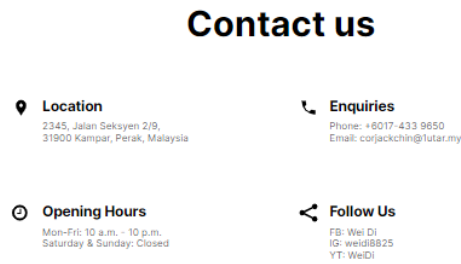 Contact us
Location
2345, Jalan Seksyen 2/9,
31900 Kampar, Perak, Malaysia
Enquiries
Phone: +6017-433 9650
Email: corjackchin@1utar.my
Opening Hours
Mon-Fri: 10 a.m. - 10 p.m.
Saturday & Sunday: Closed
Follow Us
FB: Wei Di
IG: weidi8825
YT: WeiDi